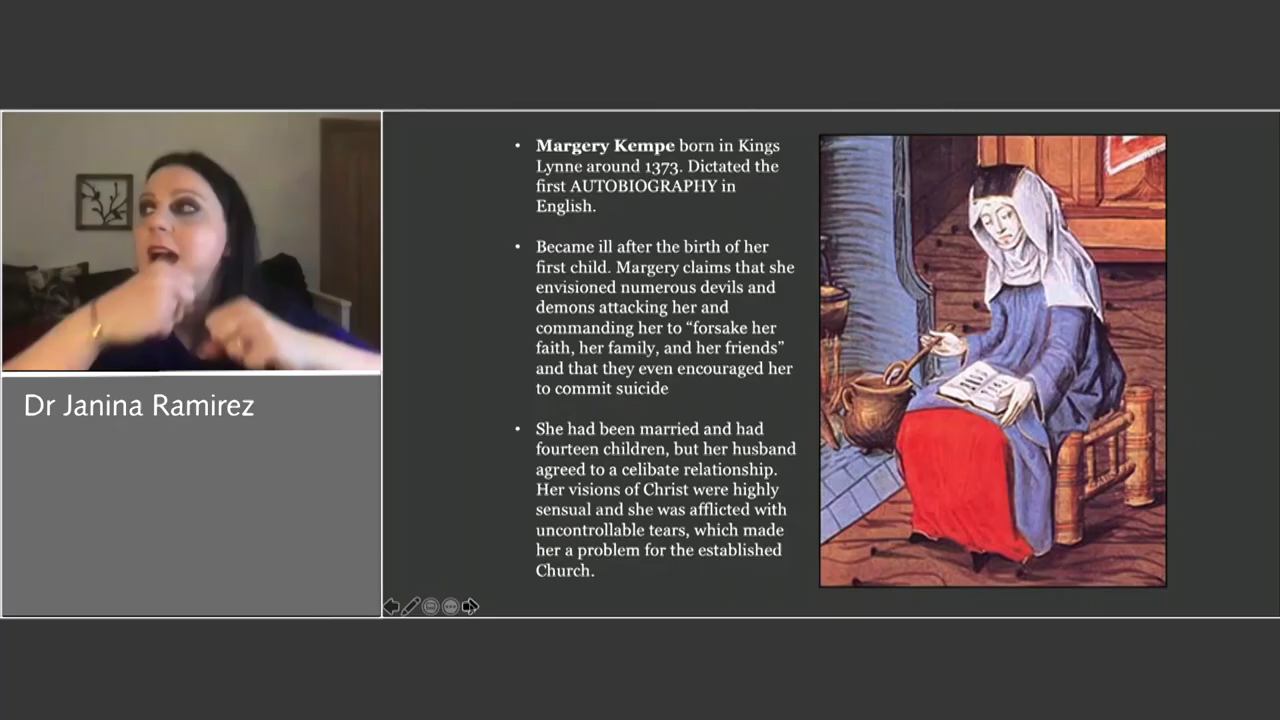 Dr Janina Ramirez
• Margery Kempe born in Kings
Lynne around 1373. Dictated the
first AUTOBIOGRAPHY in
English.
• Became ill after the birth of her
first child. Margery claims that she
envisioned numerous devils and
demons attacking her and
commanding her to “forsake her
faith, her family, and her friends”
and that they even encouraged her
to commit suicide
• She had been married and had
fourteen children, but her husband
agreed to a celibate relationship.
Her visions of Christ were highly
sensual and she was afflicted with
uncontrollable tears, which made
her a problem for the established
Church.